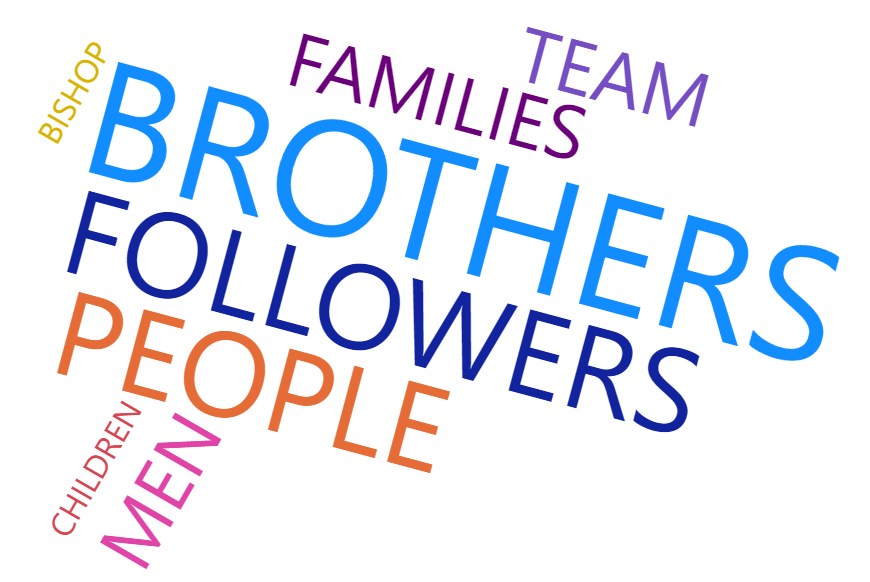 TEAM
FAMILIES
BISHOP
BROTHERS
FOLLOWERS
PEOPLE
CHILDREN
MEN